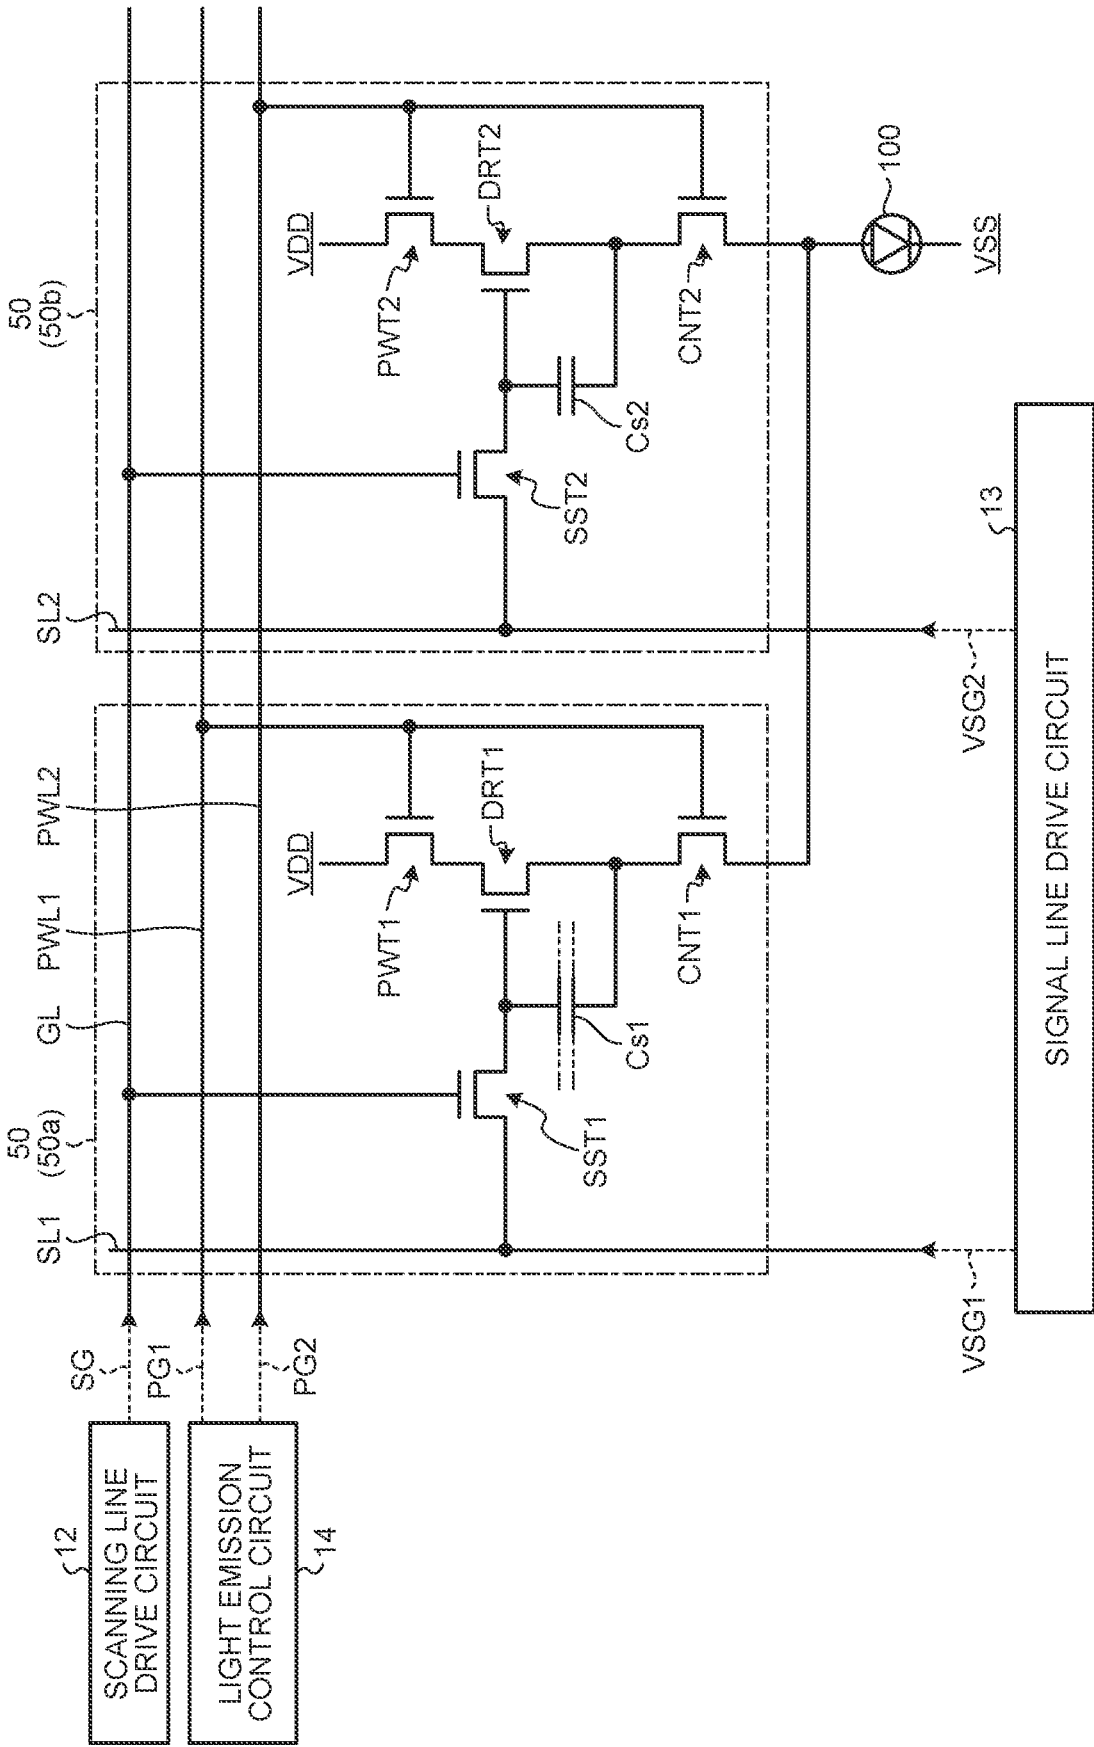 50
(50a)
50
(50b)
SL1
GL
PWL1
PWL2
SL2
12
SCANNING LINE
DRIVE CIRCUIT
SG
PG1
PG2
LIGHT EMISSION
CONTROL CIRCUIT
14
VDD
PWT1
DRT1
SST1
Cs1
CNT1
VDD
PWT2
DRT2
SST2
Cs2
CNT2
100
VSS
VSG1
VSG2
13
SIGNAL LINE DRIVE CIRCUIT